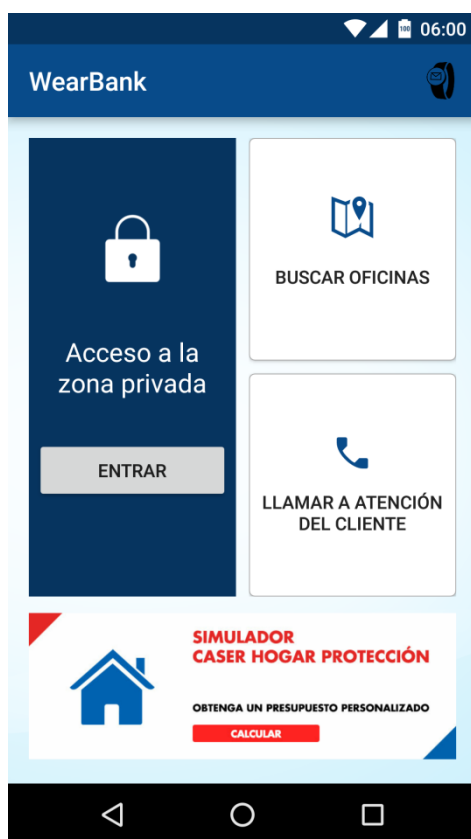 100 06:00
WearBank
Acceso a la
zona privada
ENTRAR
BUSCAR OFICINAS
LLAMAR A ATENCIÓN
DEL CLIENTE
SIMULADOR
CASER HOGAR PROTECCIÓN
OBTENGA UN PRESUPUESTO PERSONALIZADO
CALCULAR